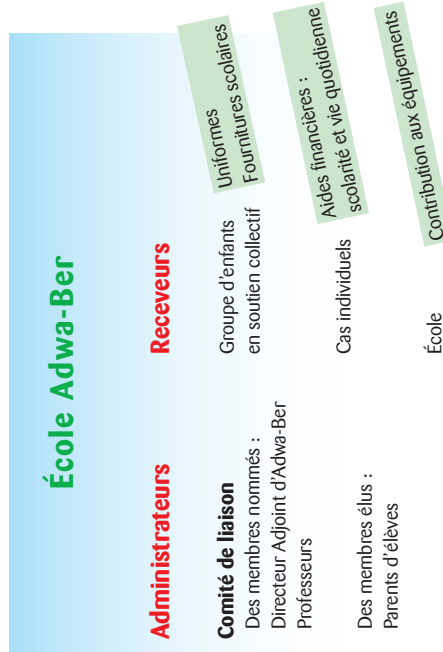 École Adwa-Ber
Administrateurs
Comité de liaison
Des membres nommés :
Directeur Adjoint d'Adwa-Ber
Professeurs
Des membres élus :
Parents d'élèves
Receveurs
Groupe d'enfants
en soutien collectif
Cas individuels
École
Uniformes
Fournitures scolaires
Aides financières :
scolarité et vie quotidienne
Contribution aux équipements